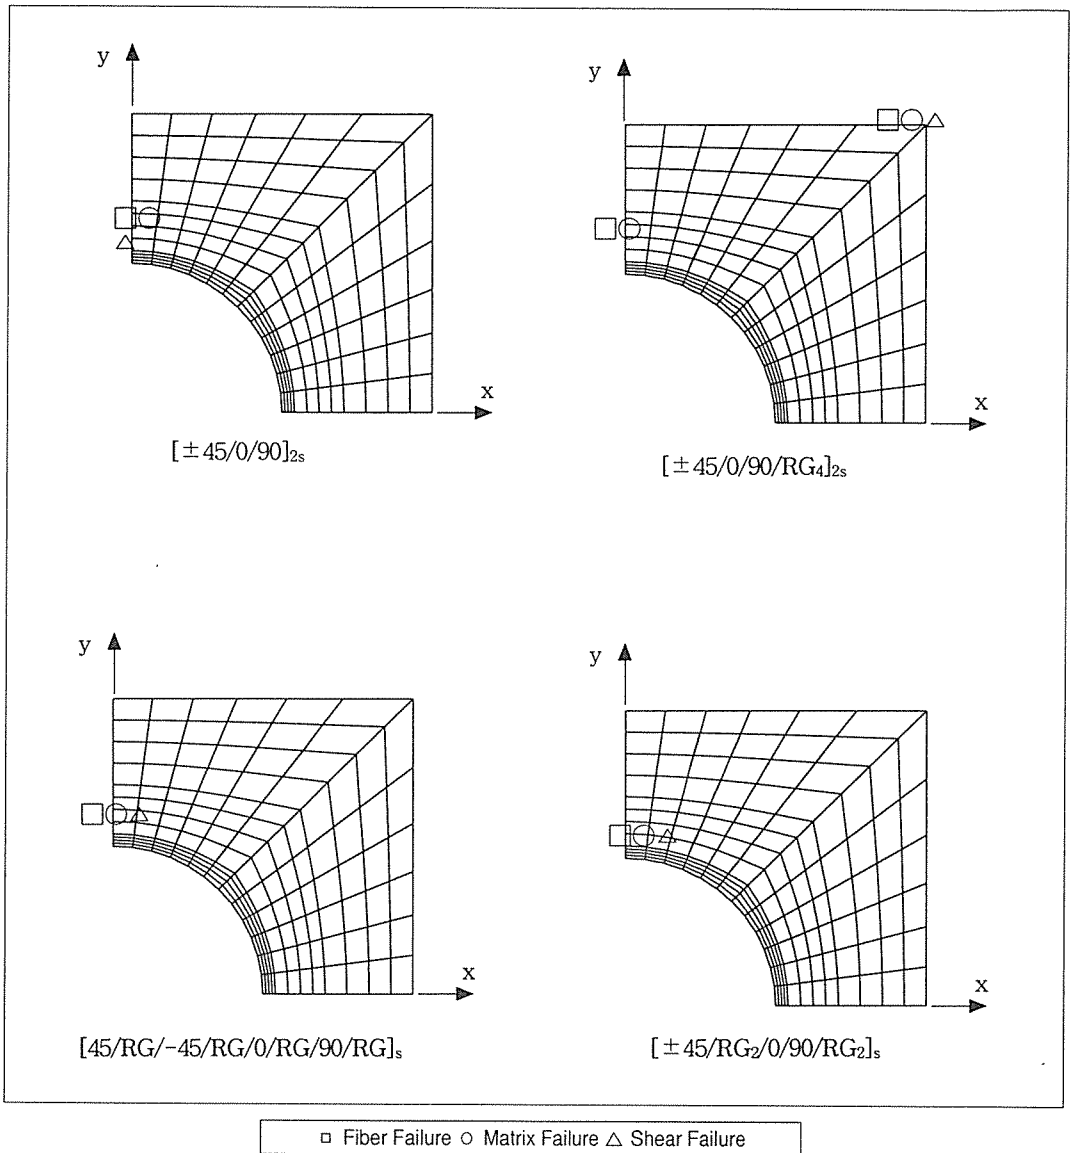 y
y
x
x
[±45/0/90]2s
[±45/0/90/RG4]2s
y
y
x
x
[45/RG/-45/RG/0/RG/90/RG]s
[±45/RG2/0/90/RG2]s
□ Fiber Failure ○ Matrix Failure △ Shear Failure